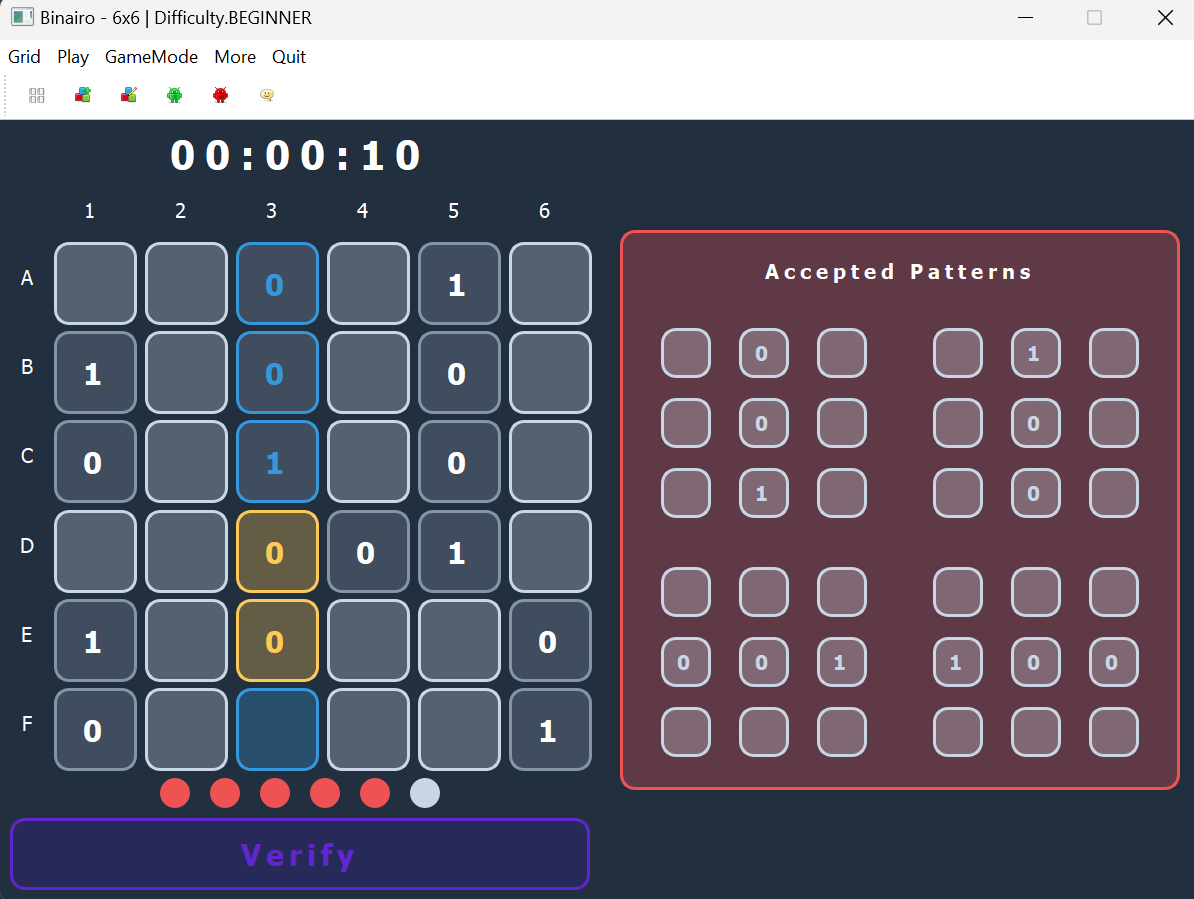 Binairo - 6x6 | Difficulty.BEGINNER
Grid Play GameMode More Quit
00:00:10
1 2 3 4 5 6
A 0 1
B 1 0 0
C 0 1 0
D 0 0 1
E 1 0 0
F 0 1
Verify
Accepted Patterns
0 1
0 0
1 0
0 0 1 1 0 0